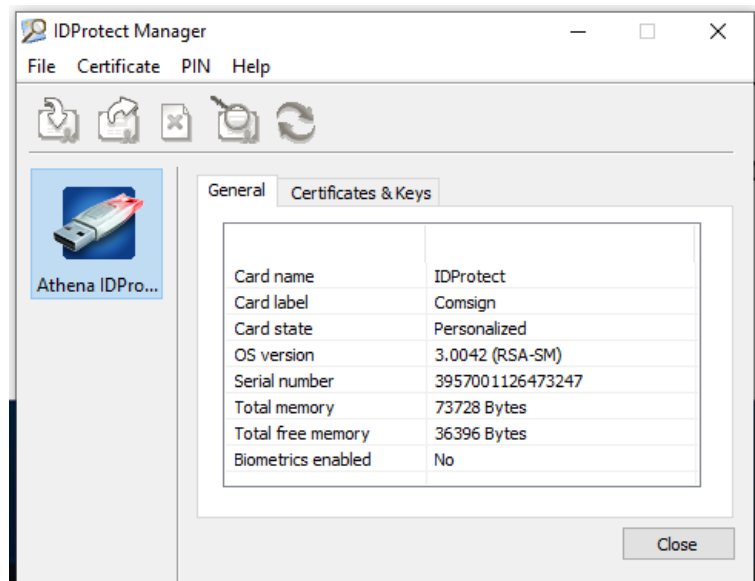 IDProtect Manager
File Certificate PIN Help
Athena IDPro...
General Certificates & Keys
Card name IDProtect
Card label Comsign
Card state Personalized
OS version 3.0042 (RSA-SM)
Serial number 3957001126473247
Total memory 73728 Bytes
Total free memory 36396 Bytes
Biometrics enabled No
Close